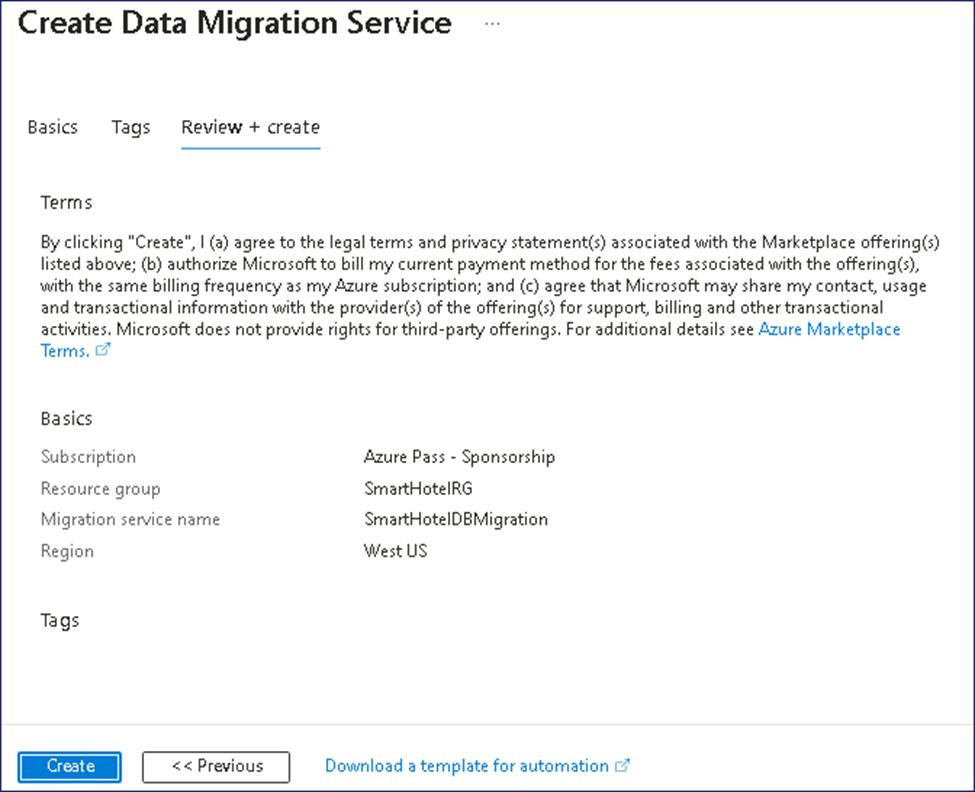 Create Data Migration Service ...
Basics Tags Review + create
Terms
By clicking "Create", I (a) agree to the legal terms and privacy statement(s) associated with the Marketplace offering(s)
listed above; (b) authorize Microsoft to bill my current payment method for the fees associated with the offering(s),
with the same billing frequency as my Azure subscription; and (c) agree that Microsoft may share my contact, usage
and transactional information with the provider(s) of the offering(s) for support, billing and other transactional
activities. Microsoft does not provide rights for third-party offerings. For additional details see Azure Marketplace
Terms.
Basics
Subscription Azure Pass - Sponsorship
Resource group SmartHotelRG
Migration service name SmartHotelDBMigration
Region West US
Tags
Create << Previous Download a template for automation